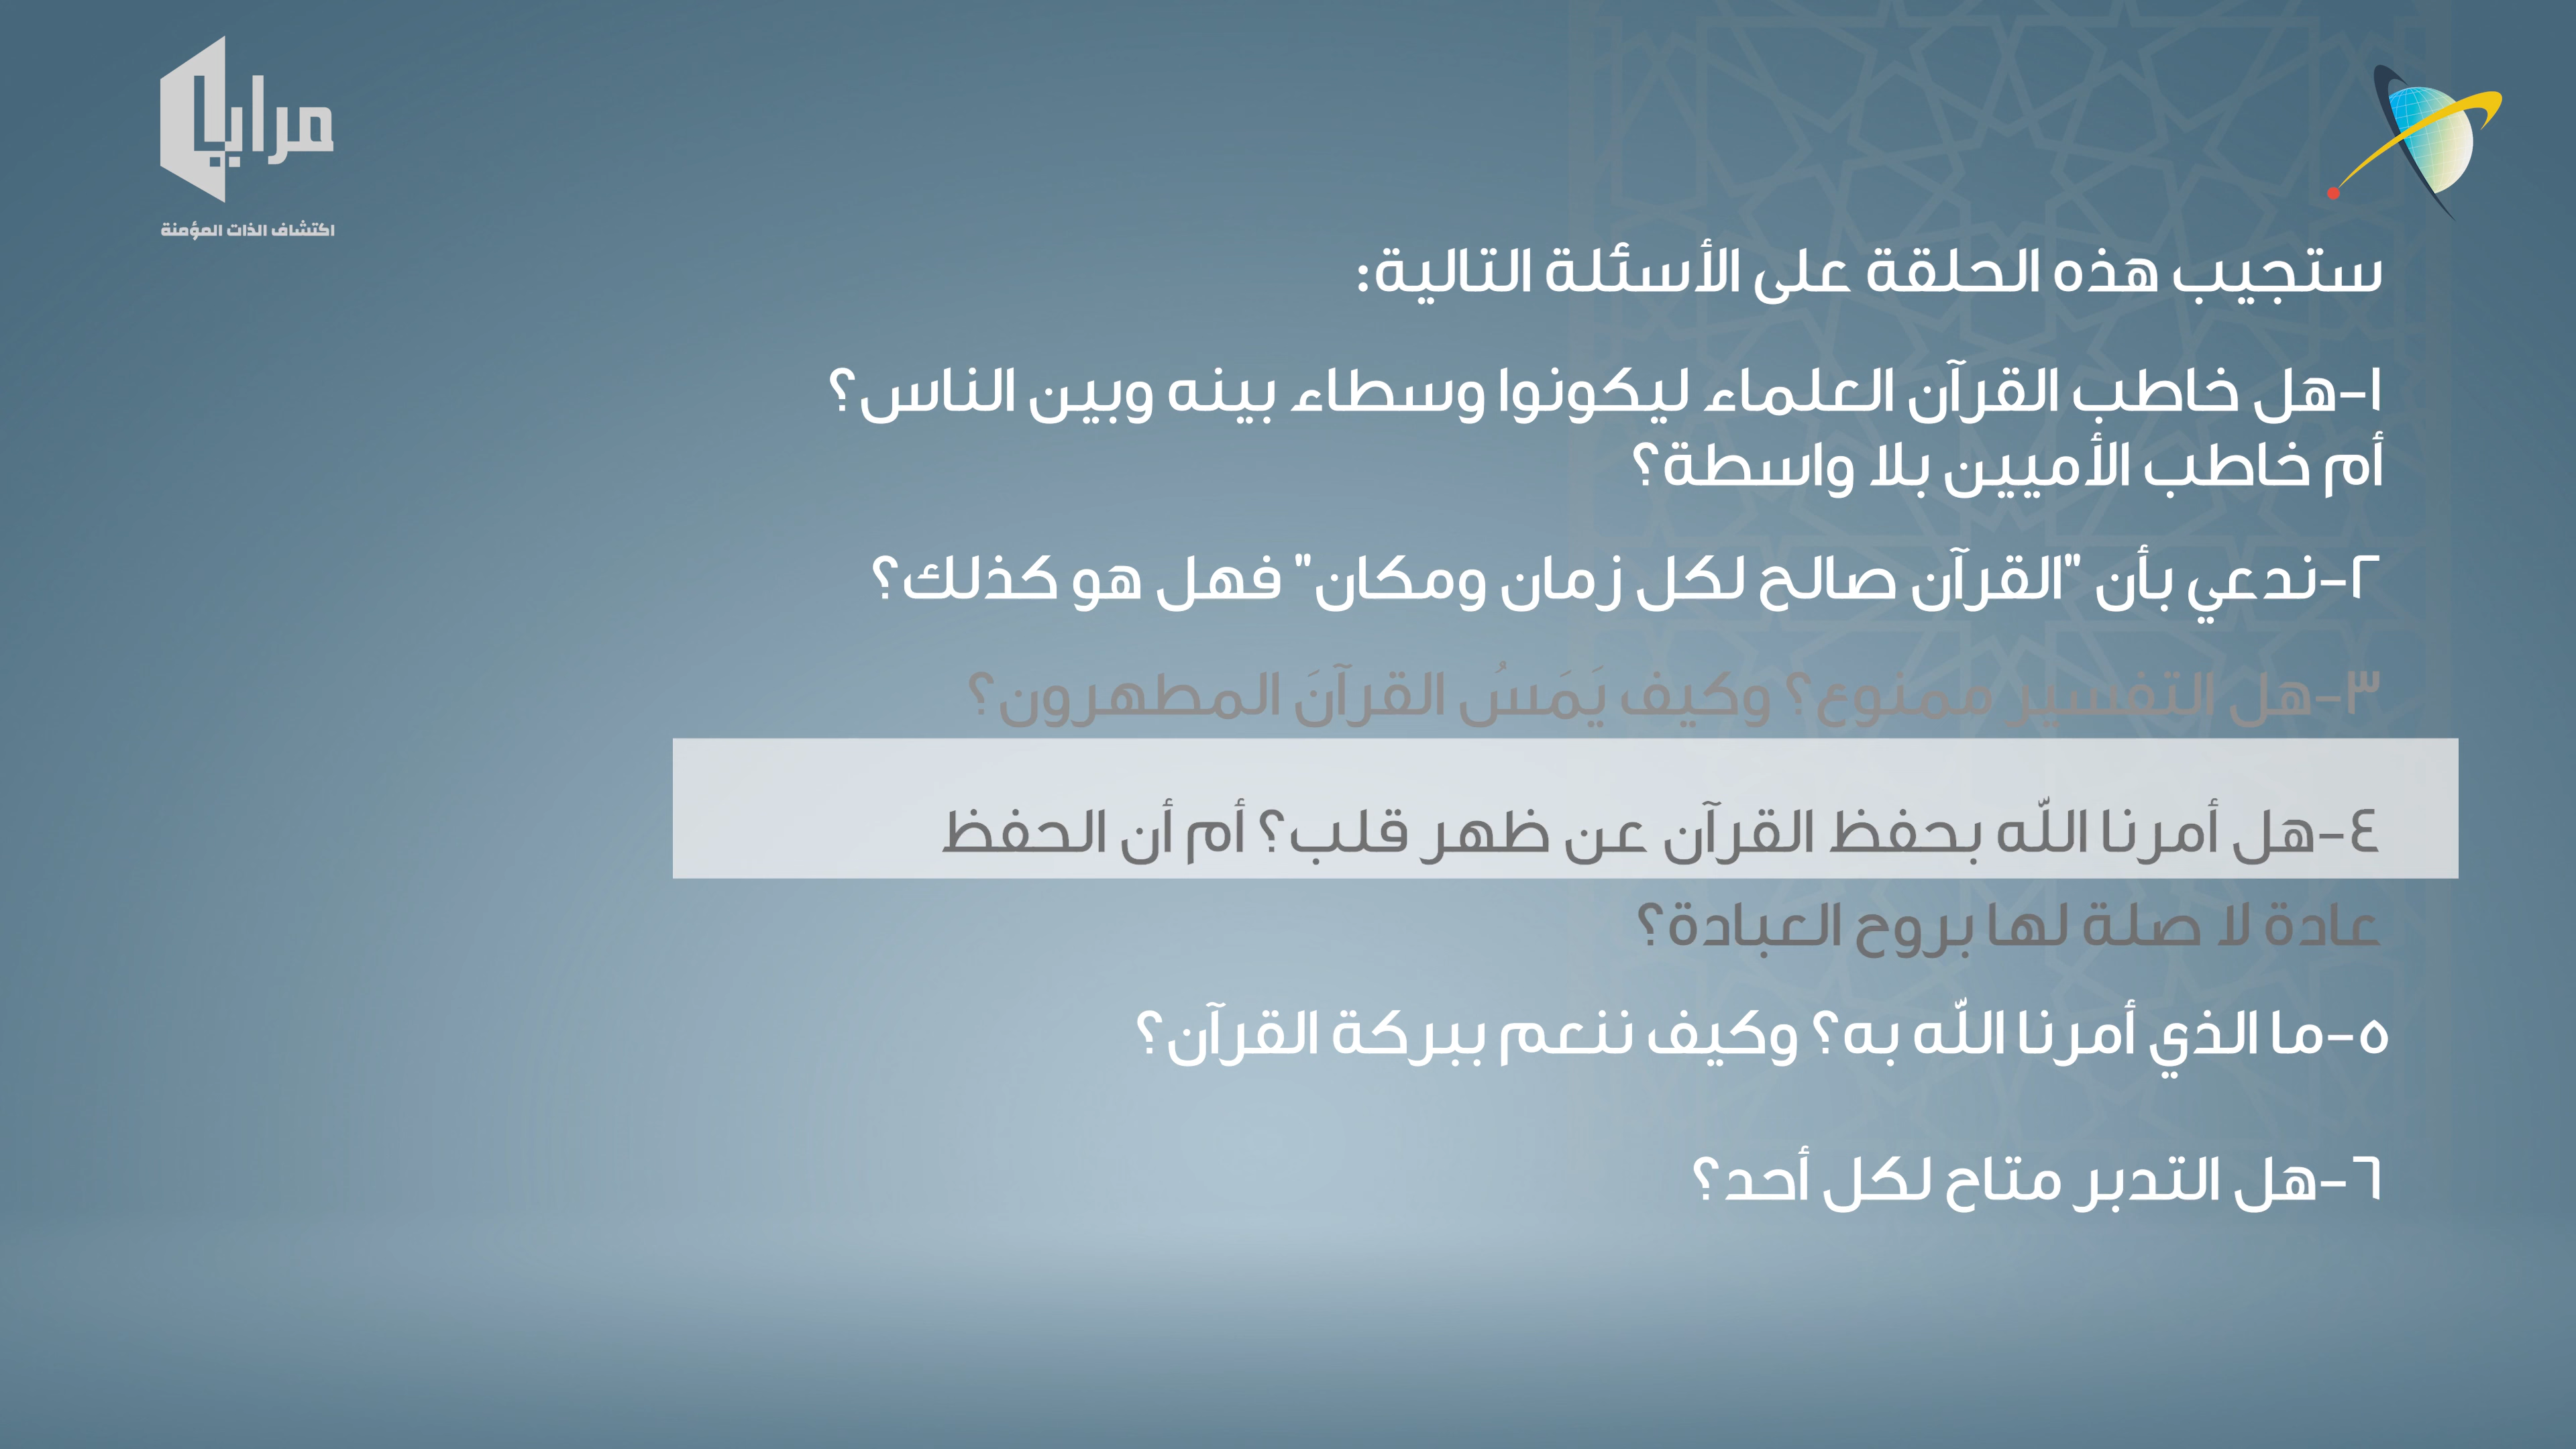 مرايا
اكتشاف الذات المؤمنة
ستجيب هذه الحلقة على الأسئلة التالية:
١-هل خاطب القرآن العلماء ليكونوا وسطاء بينه وبين الناس؟
أم خاطب الأميين بلا واسطة؟
٢-ندعي بأن "القرآن صالح لكل زمان ومكان" فهل هو كذلك؟
٣-هل التفسير ممنوع؟ وكيف يَمَسُ القرآنَ المطهرون؟
٤-هل أمرنا اللّه بحفظ القرآن عن ظهر قلب؟ أم أن الحفظ
عادة لا صلة لها بروح العبادة؟
٥-ما الذي أمرنا اللّه به؟ وكيف ننعم ببركة القرآن؟
٦-هل التدبر متاح لكل أحد؟